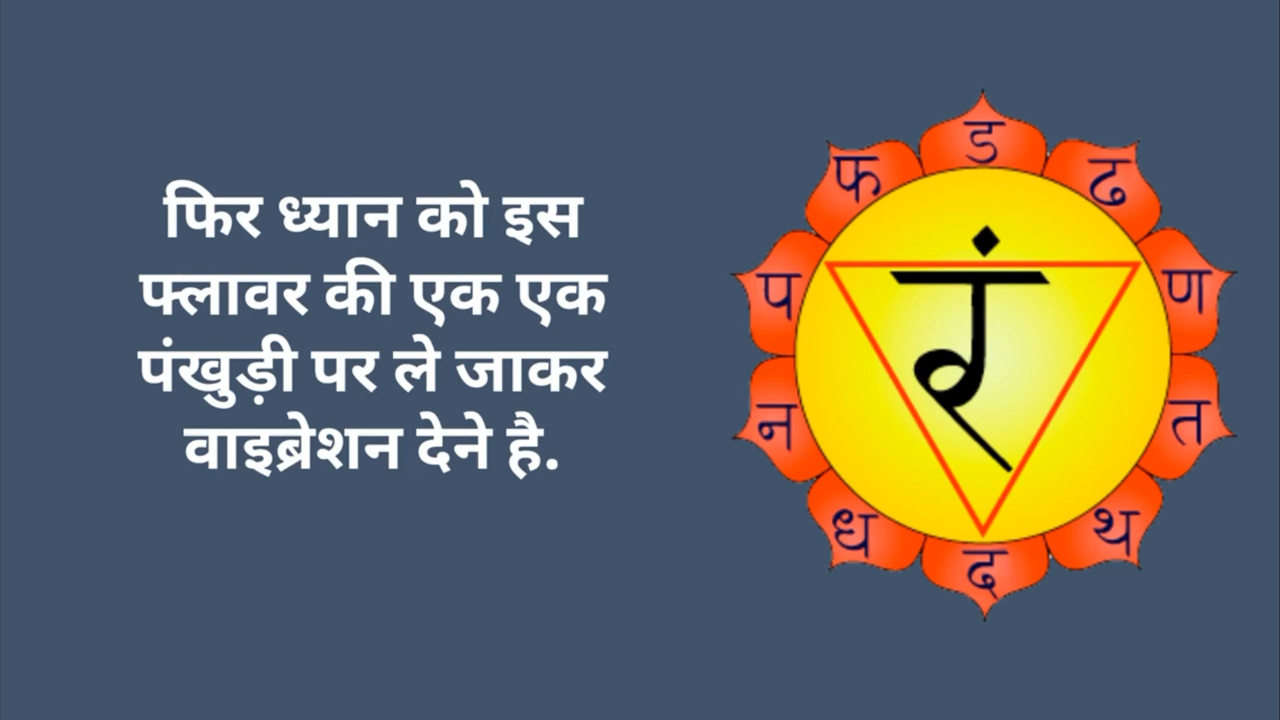 फिर ध्यान को इस
फ्लावर की एक एक
पंखुड़ी पर ले जाकर
वाइब्रेशन देने है.
ड
ढ
ण
त
थ
द
ध
न
प
फ
रं